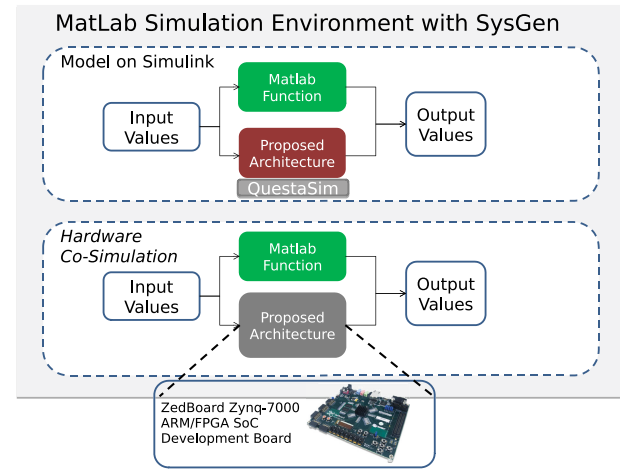 MatLab Simulation Environment with SysGen
Model on Simulink
Matlab
Function
Input
Values
Output
Values
Proposed
Architecture
QuestaSim
Hardware
Co-Simulation
Matlab
Function
Input
Values
Output
Values
Proposed
Architecture
ZedBoard Zynq-7000
ARM/FPGA SoC
Development Board